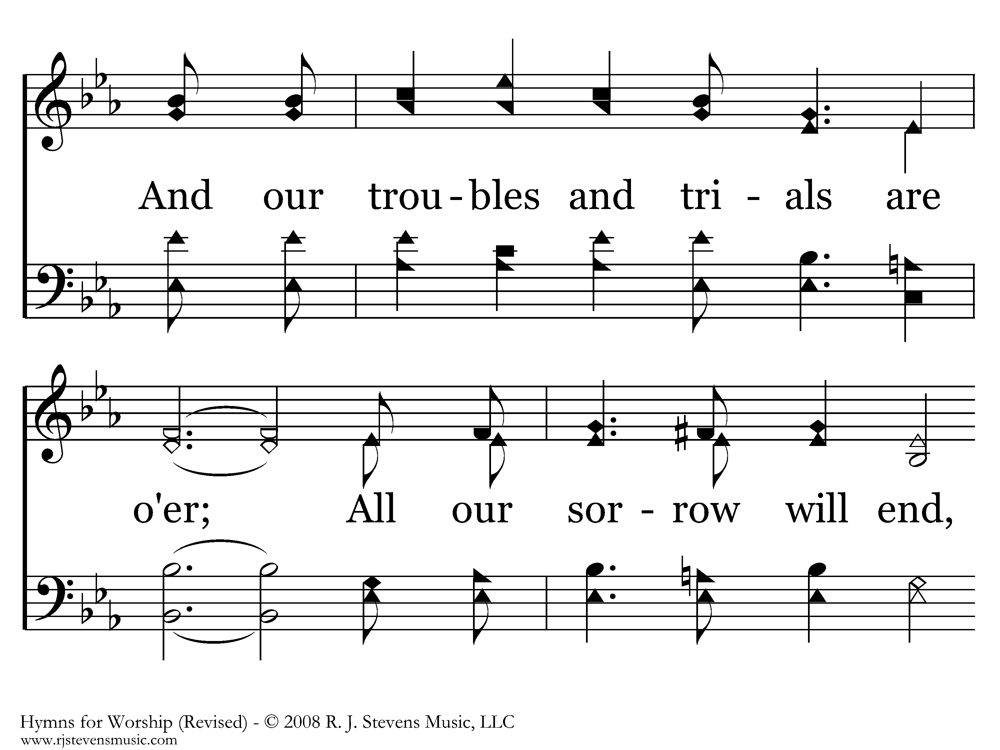 And our trou - bles and tri - als are
o'er; All our sor - row will end,
Hymns for Worship (Revised) - © 2008 R. J. Stevens Music, LLC
www.rjstevensmusic.com